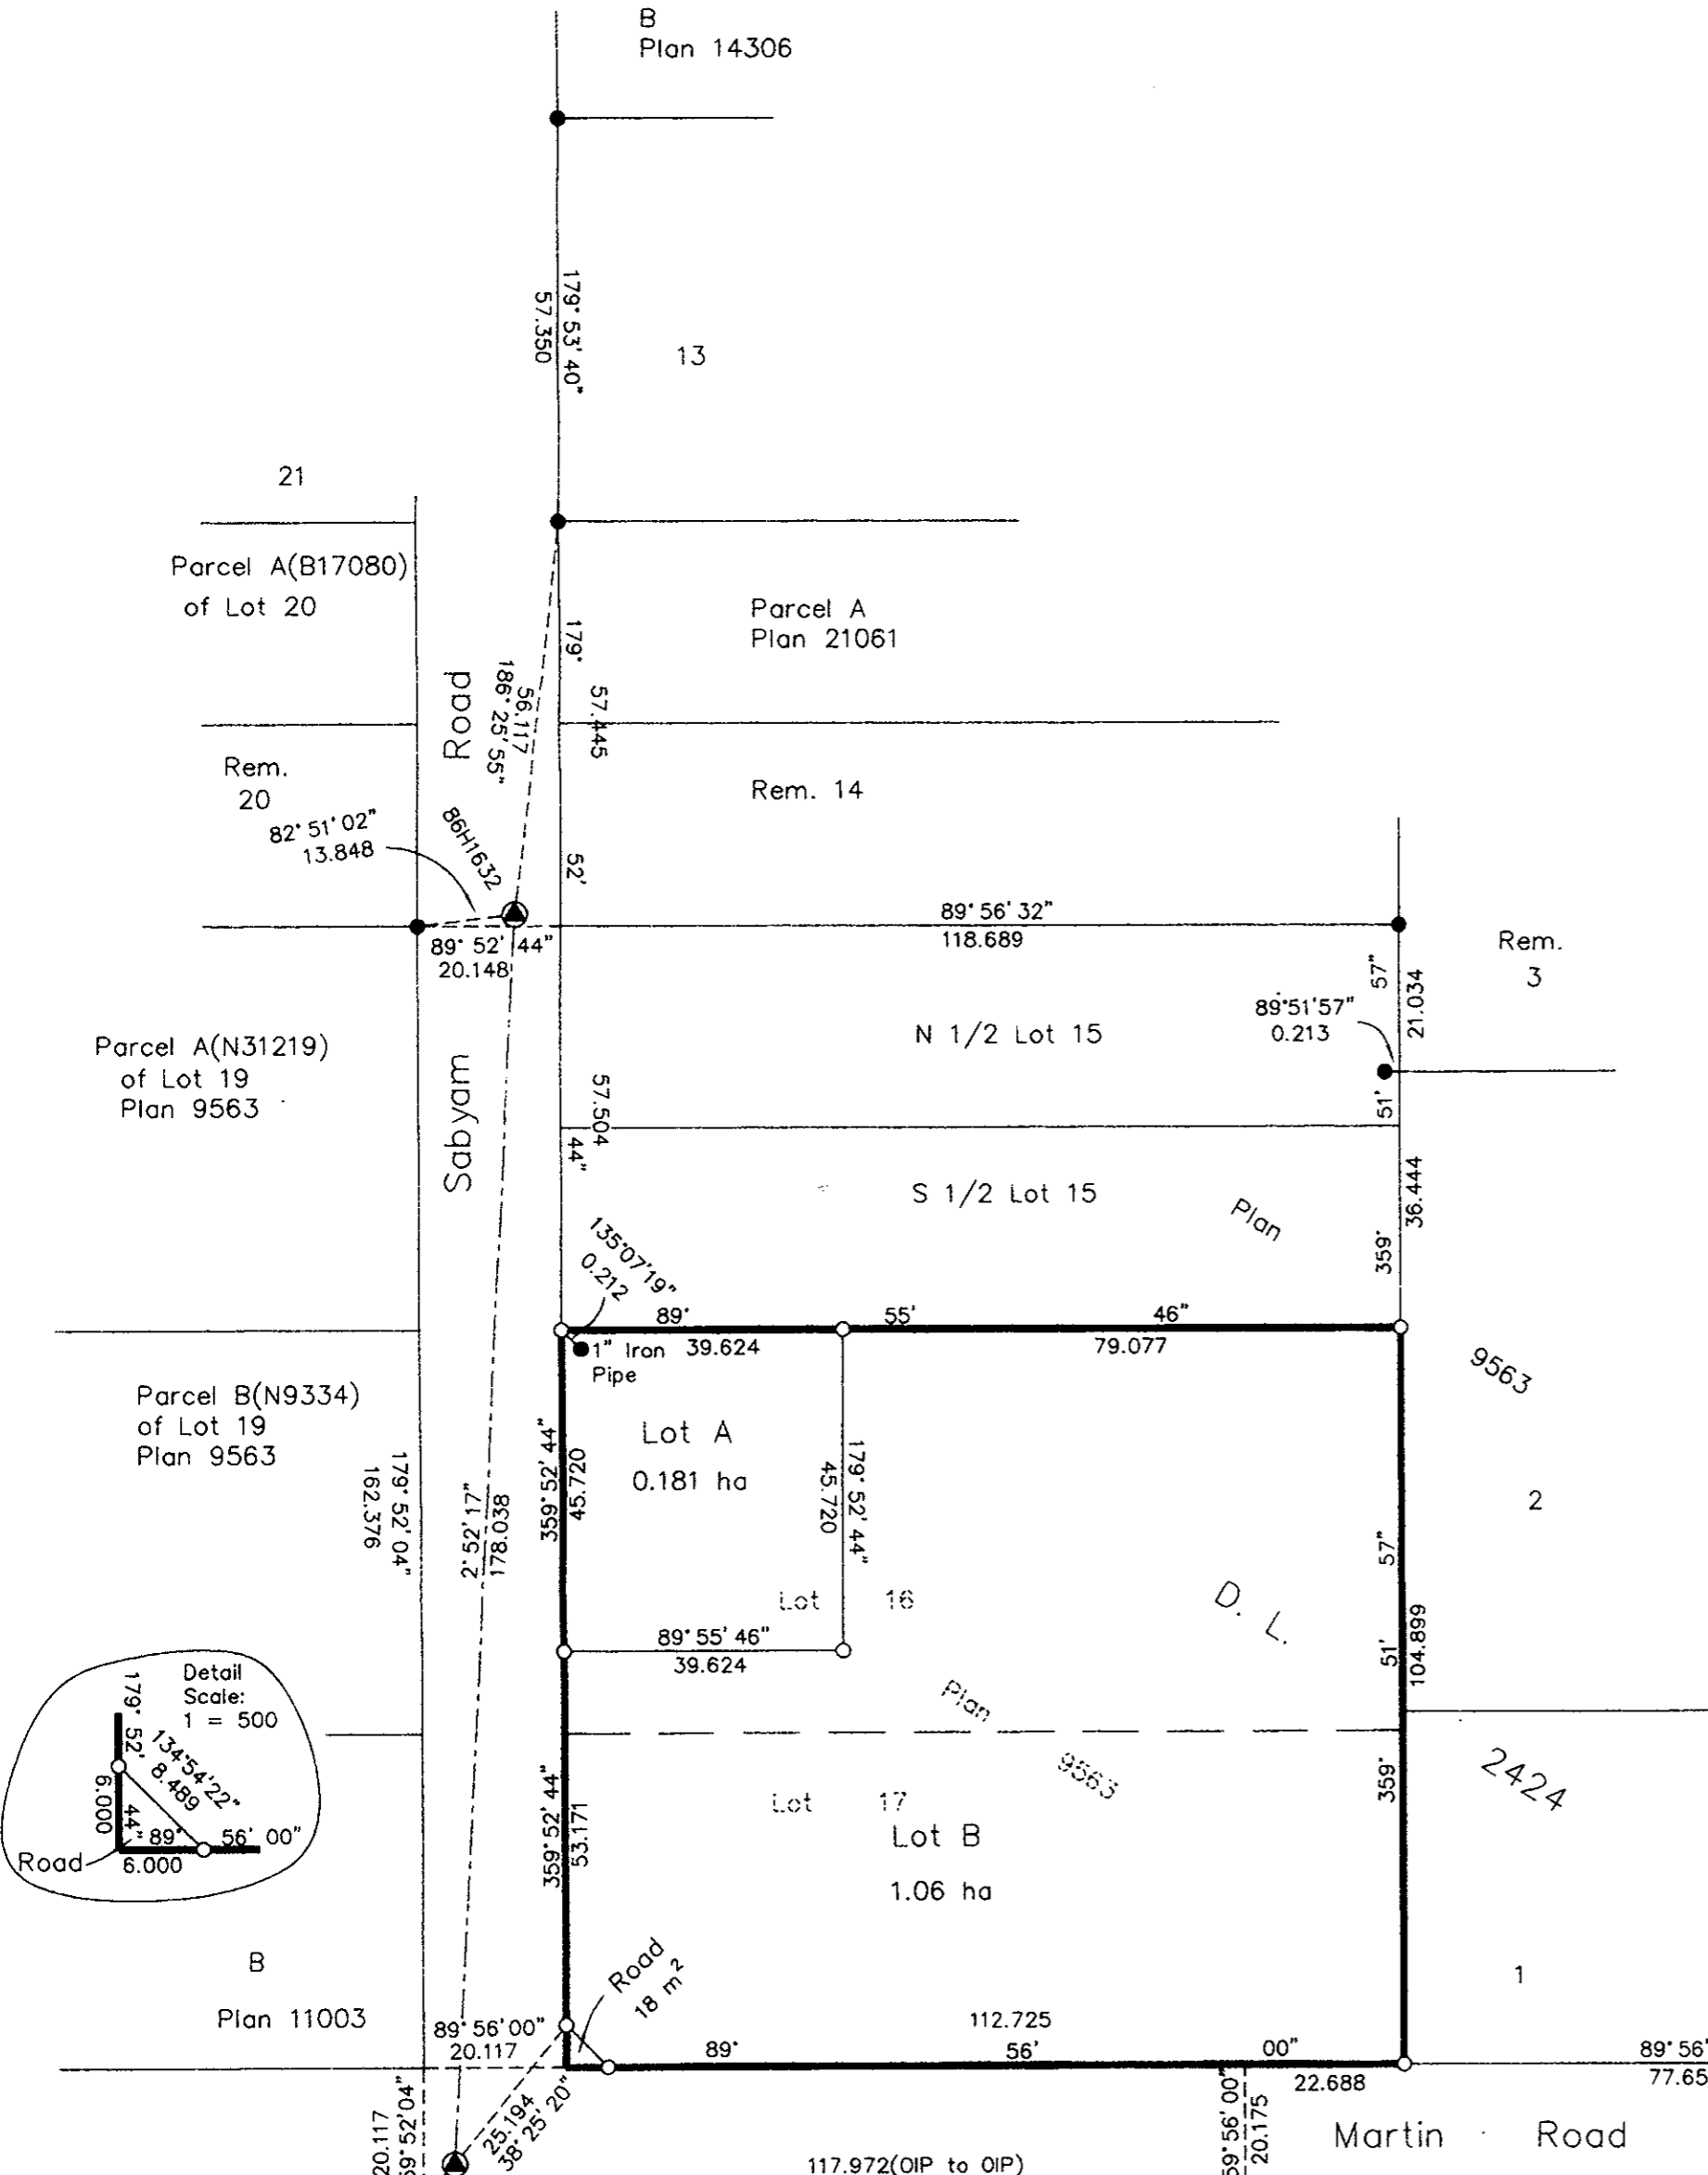 B
Plan 14306
179° 53' 40"
57.350
13
21
Parcel A(B17080)
of Lot 20
Parcel A
Plan 21061
179°
57.445
52'
Road
56.117
186° 25' 55"
Rem.
20
Rem. 14
82° 51' 02"
13.848
86H1632
89° 56' 32"
118.689
89° 52' 44"
20.148
Rem.
3
57"
21.034
89°51'57"
0.213
N 1/2 Lot 15
Parcel A(N31219)
of Lot 19
Plan 9563
Sabyam
57.504
44"
51'
36.444
359°
S 1/2 Lot 15
Plan
135°07'19"
0.212
89° 55' 46"
39.624
79.077
1" Iron
Pipe
9563
Parcel B(N9334)
of Lot 19
Plan 9563
Lot A
0.181 ha
359° 52' 44"
45.720
179° 52' 44"
45.720
179° 52' 04"
162.376
2° 52' 17"
178.038
2
57"
51'
104.899
359°
Lot 16
D. L.
89° 55' 46"
39.624
Plan
9563
2424
Detail
Scale:
1 = 500
179° 52' 44"
6.000
134°54'22"
8.489
89° 56' 00"
6.000
Road
359° 52' 44"
53.171
Lot 17
Lot B
1.06 ha
B
Plan 11003
Road
18 m²
1
89° 56' 00"
20.117
112.725
89° 56' 00"
22.688
89° 56'
77.65
25.194
38° 25' 20"
20.117
59° 52' 04"
59° 56' 00"
20.175
Martin Road
117.972(OIP to OIP)